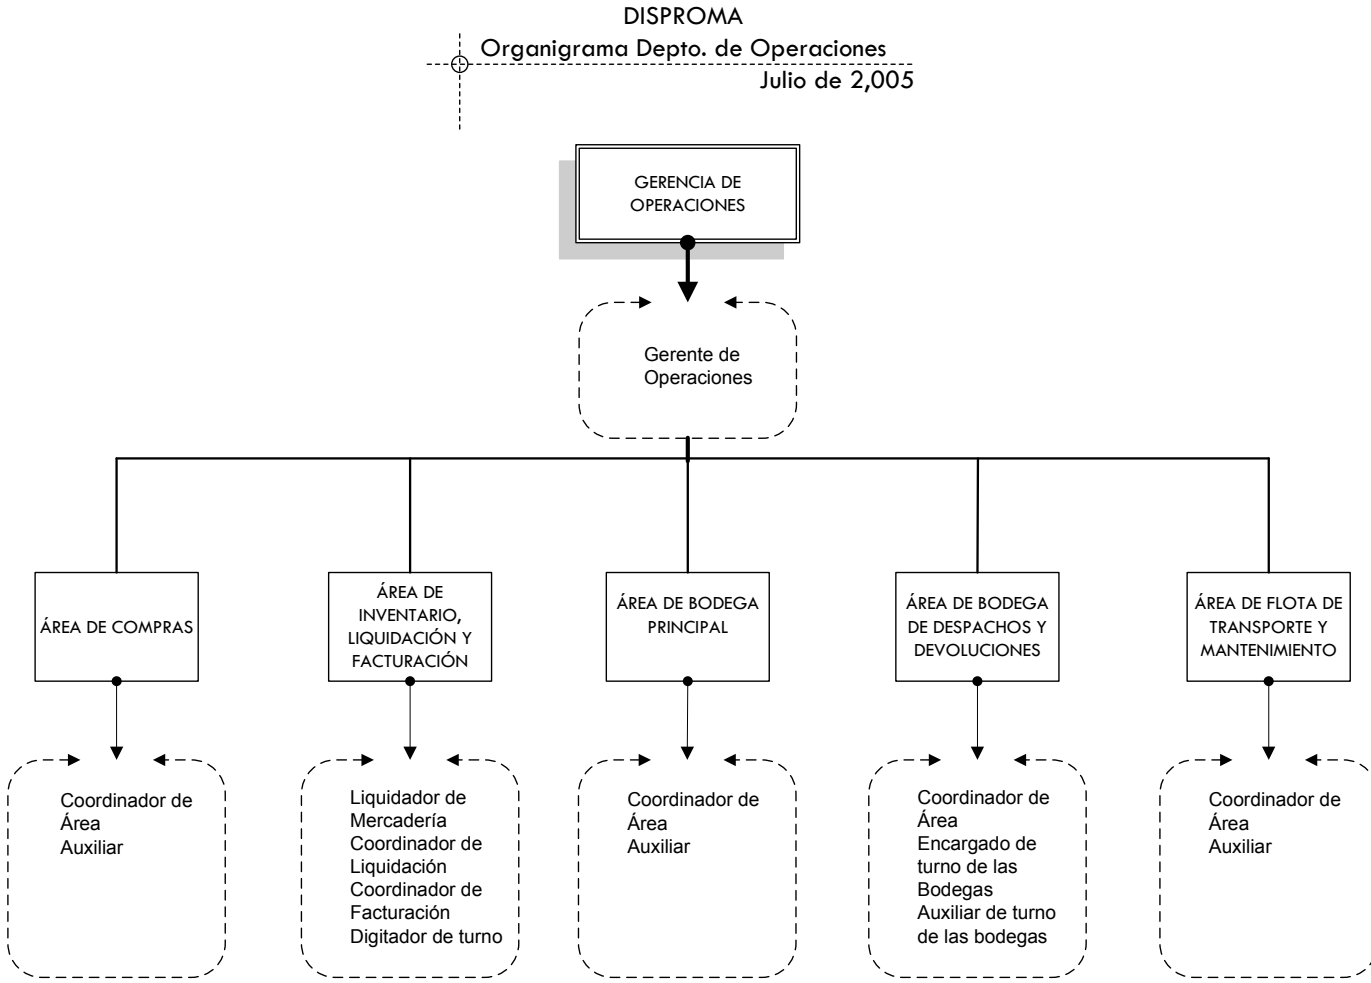 DISPROMA
Organigrama Depto. de Operaciones
Julio de 2,005
GERENCIA DE
OPERACIONES
Gerente de
Operaciones
ÁREA DE COMPRAS
ÁREA DE
INVENTARIO,
LIQUIDACIÓN Y
FACTURACIÓN
ÁREA DE BODEGA
PRINCIPAL
ÁREA DE BODEGA
DE DESPACHOS Y
DEVOLUCIONES
ÁREA DE FLOTA DE
TRANSPORTE Y
MANTENIMIENTO
Coordinador de
Área
Auxiliar
Liquidador de
Mercadería
Coordinador de
Liquidación
Coordinador de
Facturación
Digitador de turno
Coordinador de
Área
Auxiliar
Coordinador de
Área
Encargado de
turno de las
Bodegas
Auxiliar de turno
de las bodegas
Coordinador de
Área
Auxiliar